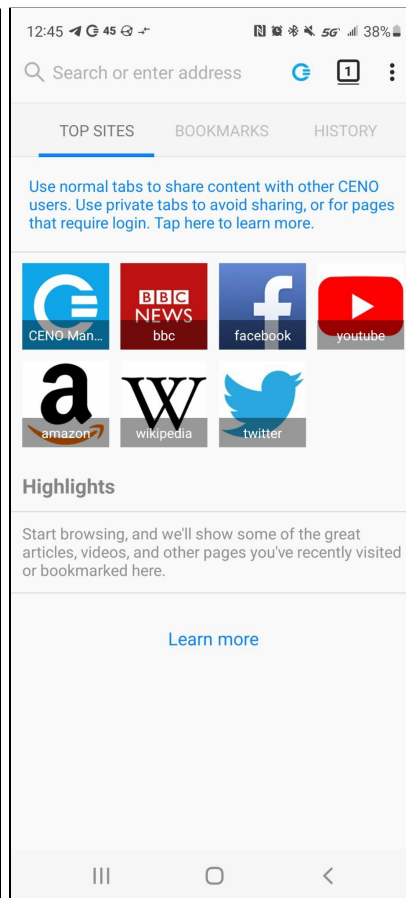 12:45 45 5G 38%
Search or enter address 1
TOP SITES BOOKMARKS HISTORY
Use normal tabs to share content with other CENO
users. Use private tabs to avoid sharing, or for pages
that require login. Tap here to learn more.
BBC
NEWS
CENO Man... bbc facebook youtube
amazon wikipedia twitter
Highlights
Start browsing, and we'll show some of the great
articles, videos, and other pages you've recently visited
or bookmarked here.
Learn more